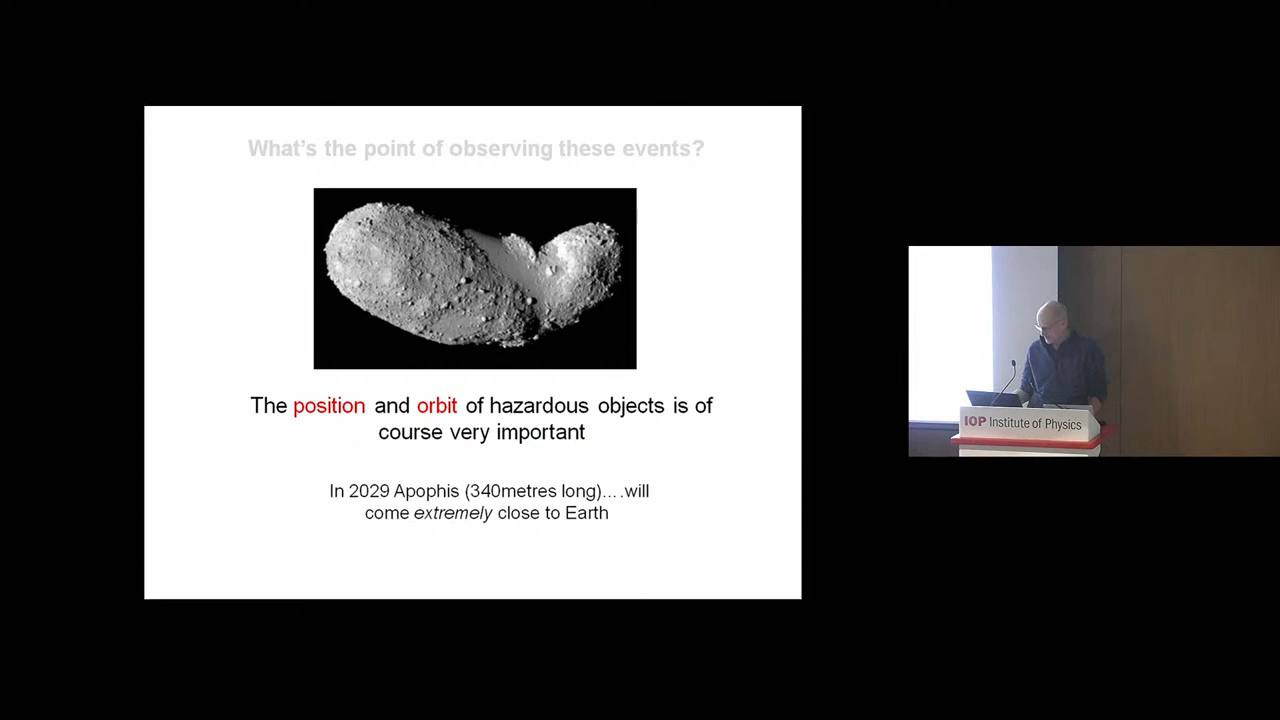 What's the point of observing these events?
The position and orbit of hazardous objects is of
course very important
In 2029 Apophis (340metres long)....will
come extremely close to Earth
IOP Institute of Physics